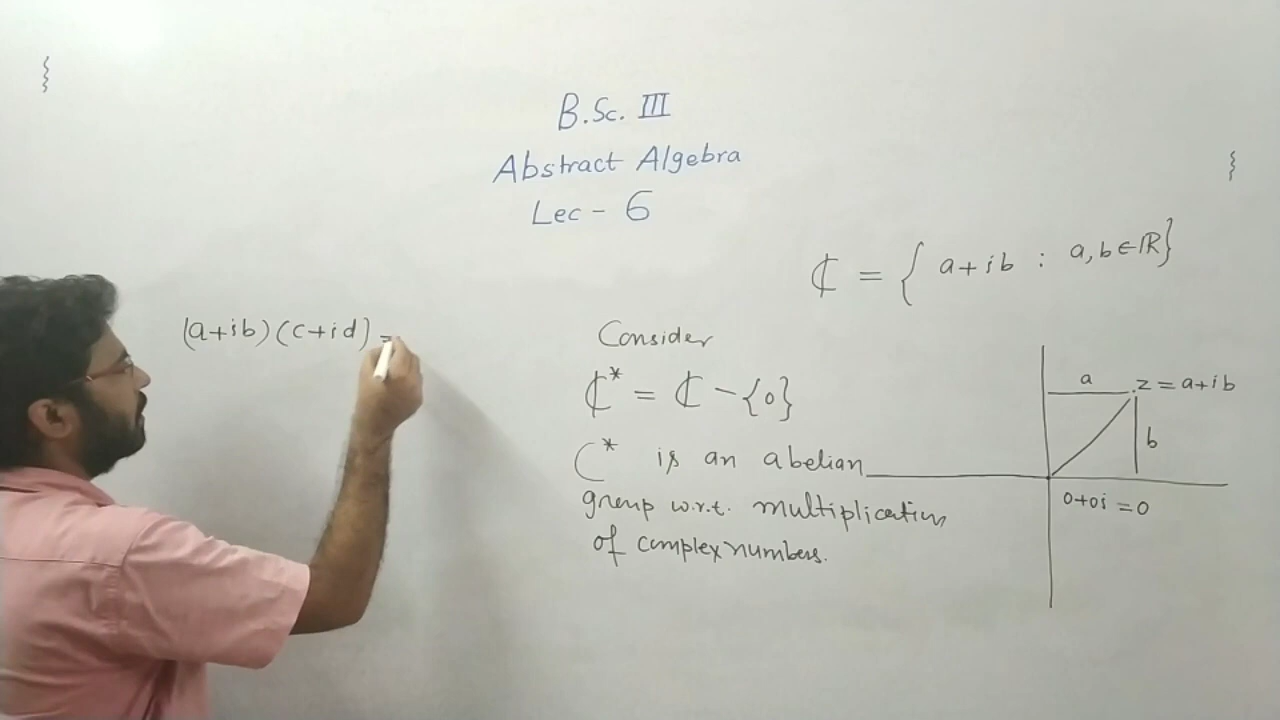 B.Sc. III
Abstract Algebra
Lec - 6
ℂ = { a+ib : a, b ∈ ℝ}
(a+ib)(c+id) =
Consider
ℂ* = ℂ - {0}
C* is an abelian
group w.r.t. multiplication
of complex numbers.
a
z = a+ib
b
0+0i = 0